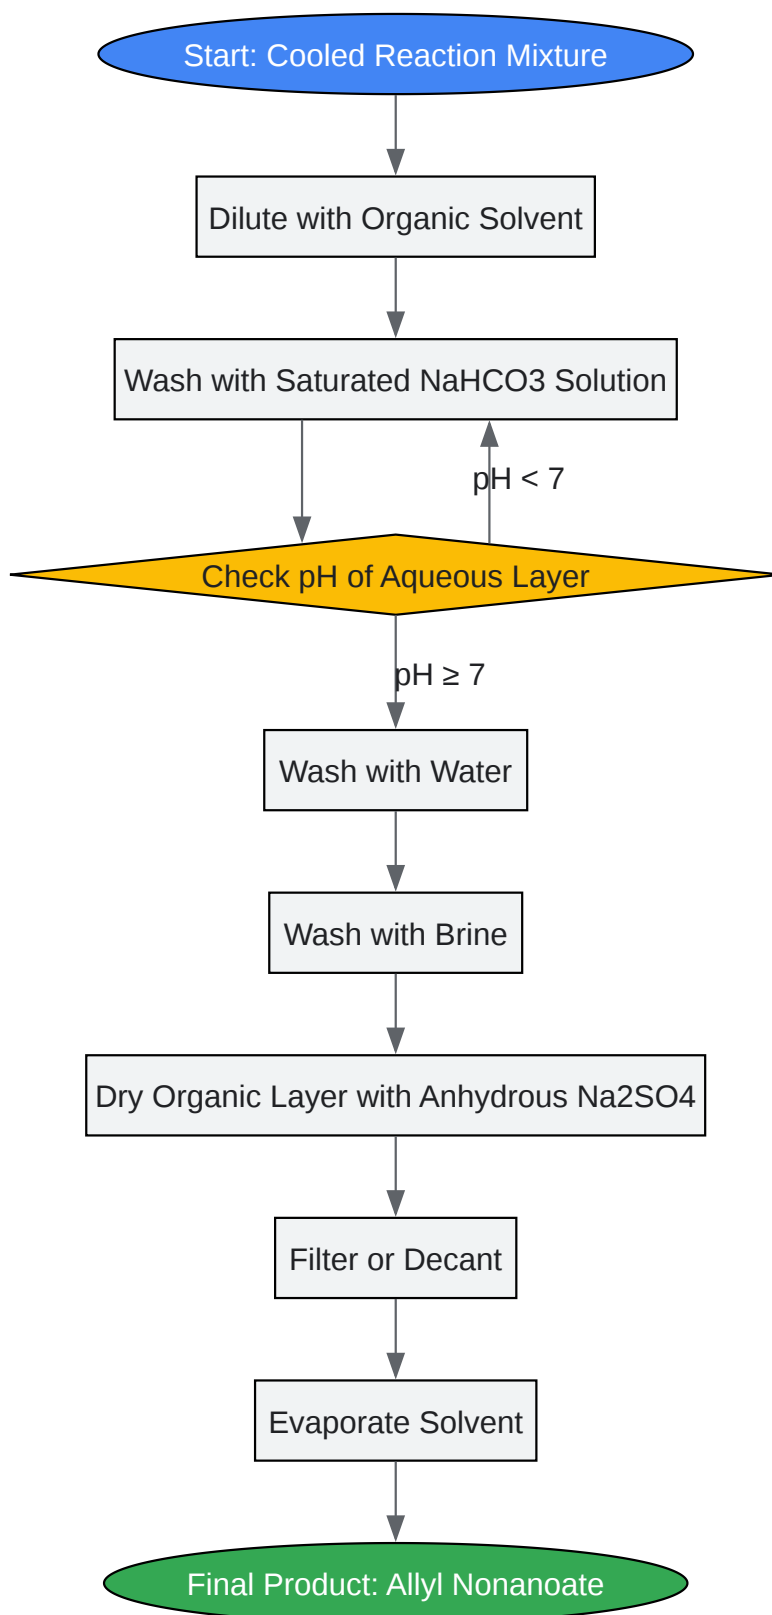 Start: Cooled Reaction Mixture
Dilute with Organic Solvent
Wash with Saturated NaHCO3 Solution
pH < 7
Check pH of Aqueous Layer
pH ≥ 7
Wash with Water
Wash with Brine
Dry Organic Layer with Anhydrous Na2SO4
Filter or Decant
Evaporate Solvent
Final Product: Allyl Nonanoate